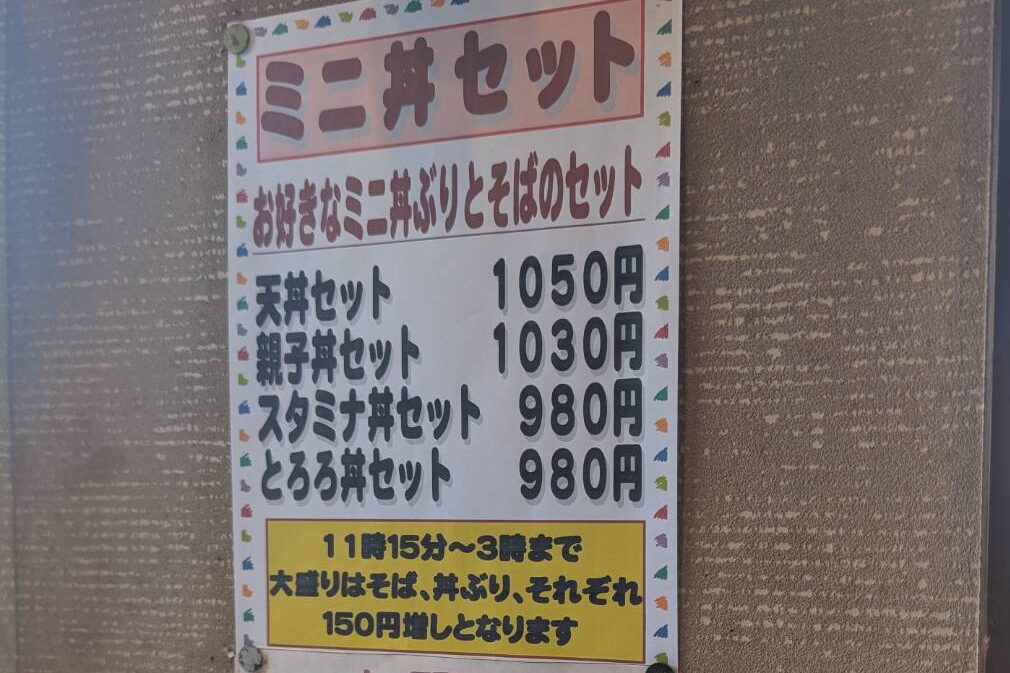 ミニ丼セット
お好きなミニ丼ぶりとそばのセット
天丼セット 1050円
親子丼セット 1030円
スタミナ丼セット 980円
とろろ丼セット 980円
11時15分～3時まで
大盛りはそば、丼ぶり、それぞれ
150円増しとなります